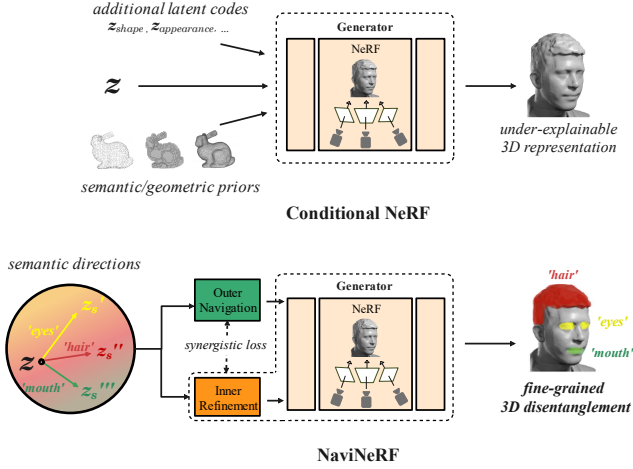 additional latent codes
z_shape, z_appearance, ...
Generator
NeRF
z
semantic/geometric priors
under-explainable
3D representation
Conditional NeRF
semantic directions
z_s'
'eyes'
z
'hair'
z_s''
'mouth'
z_s'''
Outer
Navigation
synergistic loss
Inner
Refinement
Generator
NeRF
'hair'
'eyes'
'mouth'
fine-grained
3D disentanglement
NaviNeRF